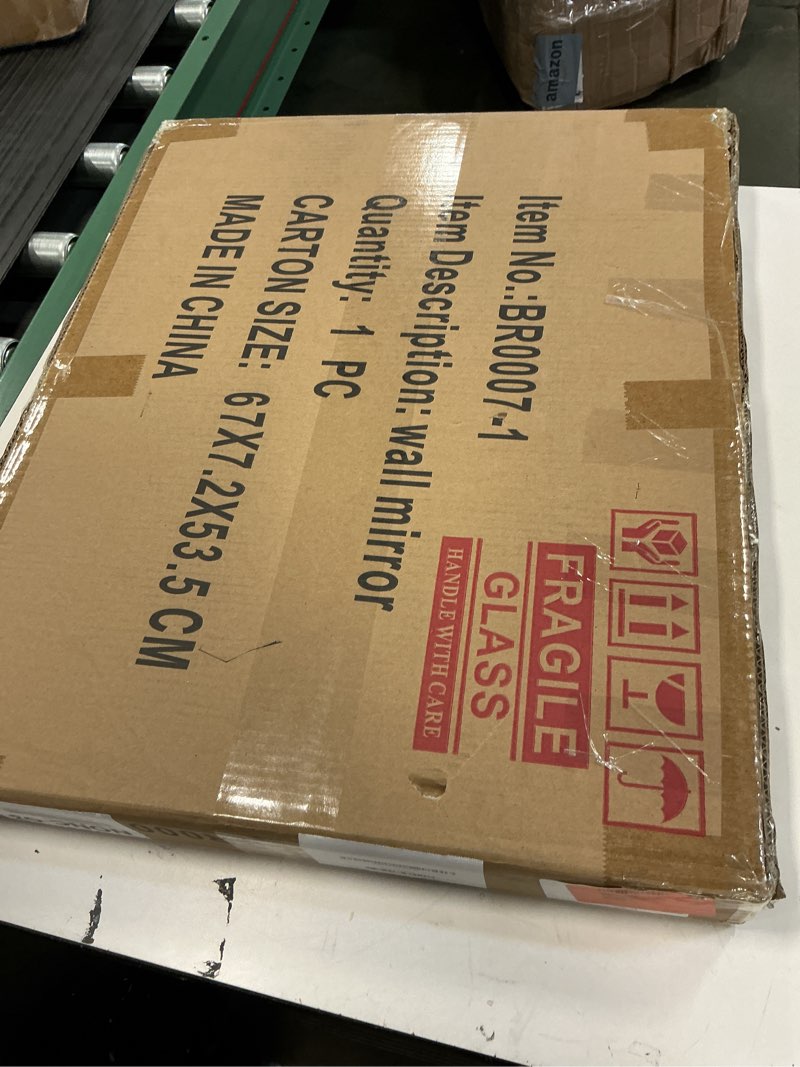 Item No.:BR0007-1
Item Description: wall mirror
Quantity: 1 PC
CARTON SIZE: 67X7.2X53.5 CM
MADE IN CHINA
FRAGILE
GLASS
HANDLE WITH CARE
amazon